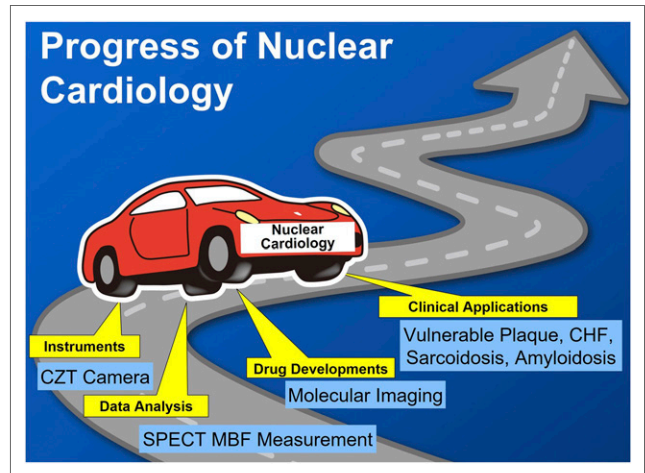 Progress of Nuclear
Cardiology
Nuclear
Cardiology
Clinical Applications
Vulnerable Plaque, CHF,
Sarcoidosis, Amyloidosis
Instruments
CZT Camera
Drug Developments
Molecular Imaging
Data Analysis
SPECT MBF Measurement